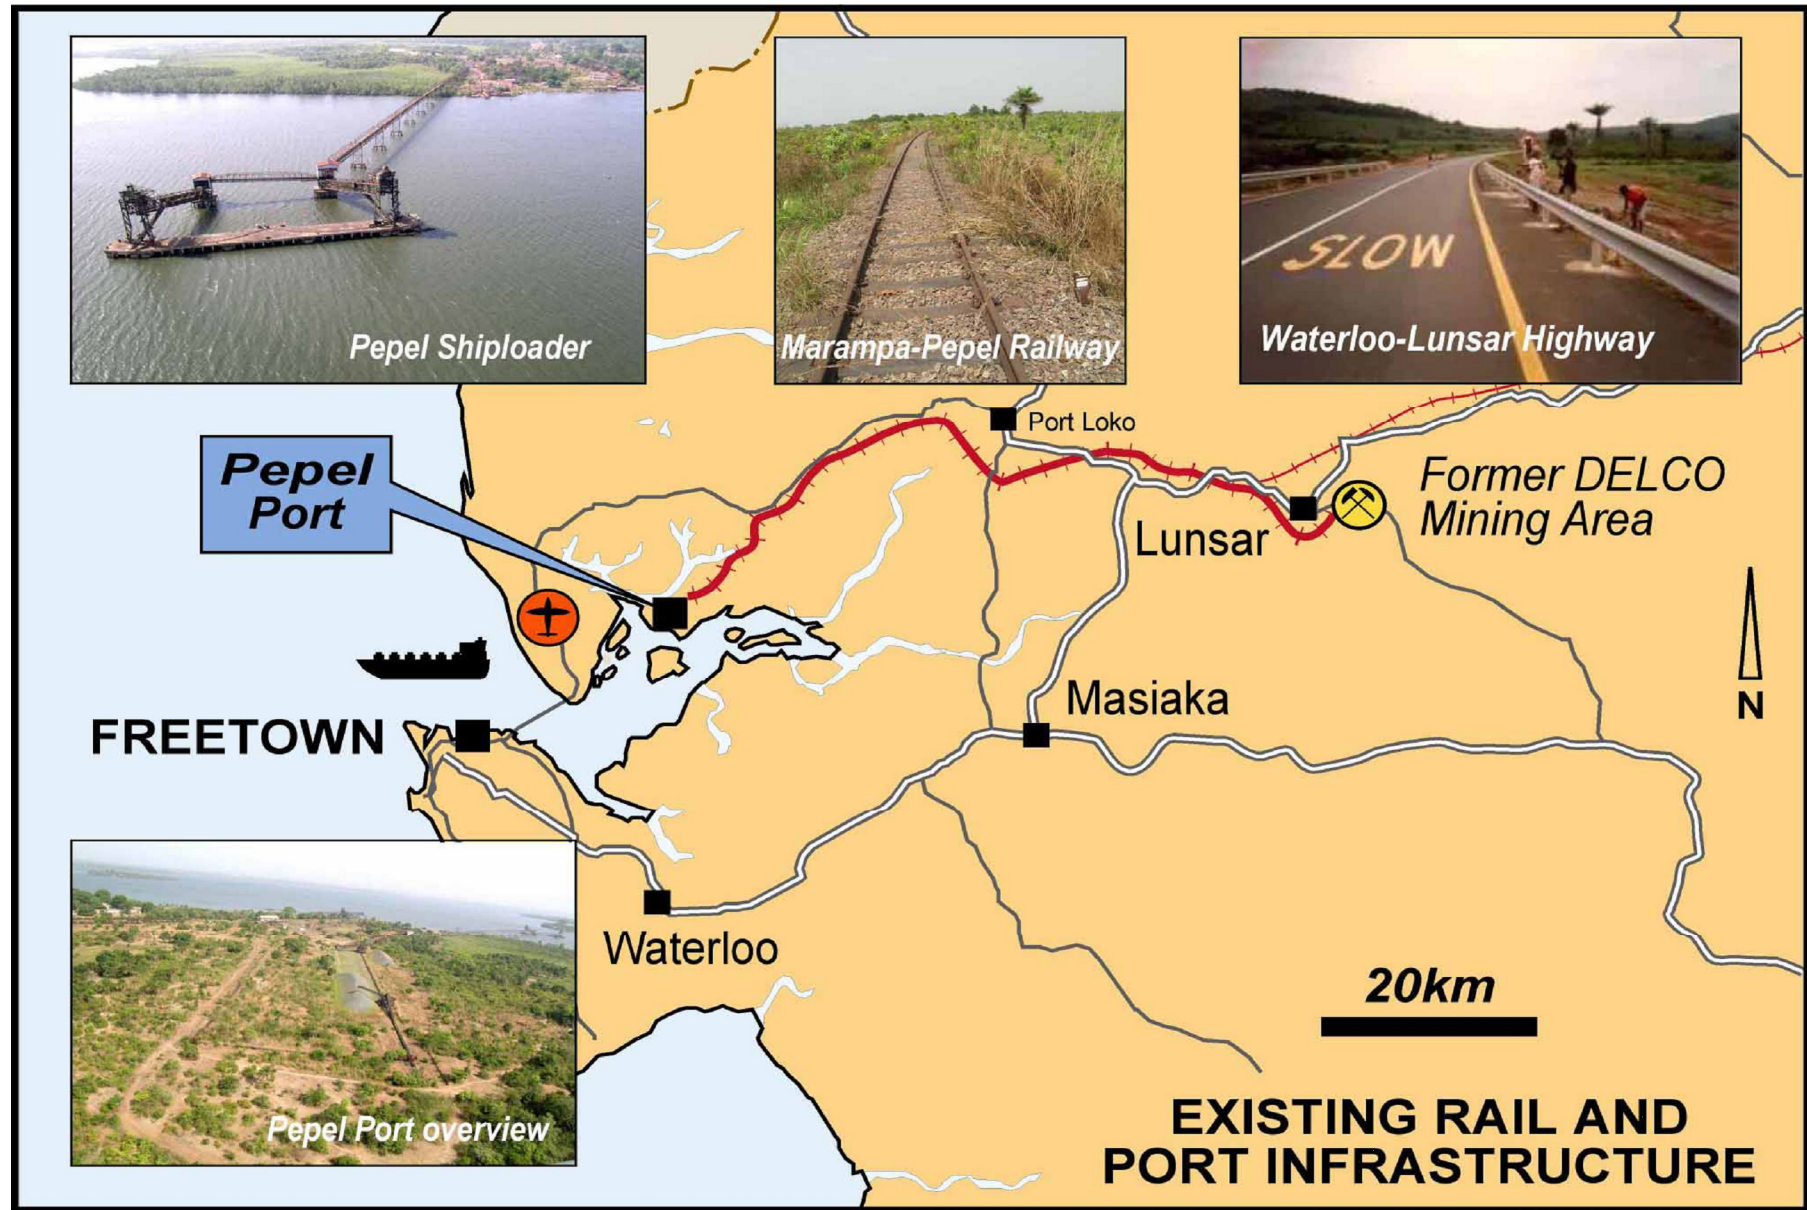 Pepel Shiploader
Marampa-Pepel Railway
SLOW
Waterloo-Lunsar Highway
Port Loko
Pepel
Port
Former DELCO
Mining Area
Lunsar
N
Masiaka
FREETOWN
Waterloo
20km
Pepel Port overview
EXISTING RAIL AND
PORT INFRASTRUCTURE